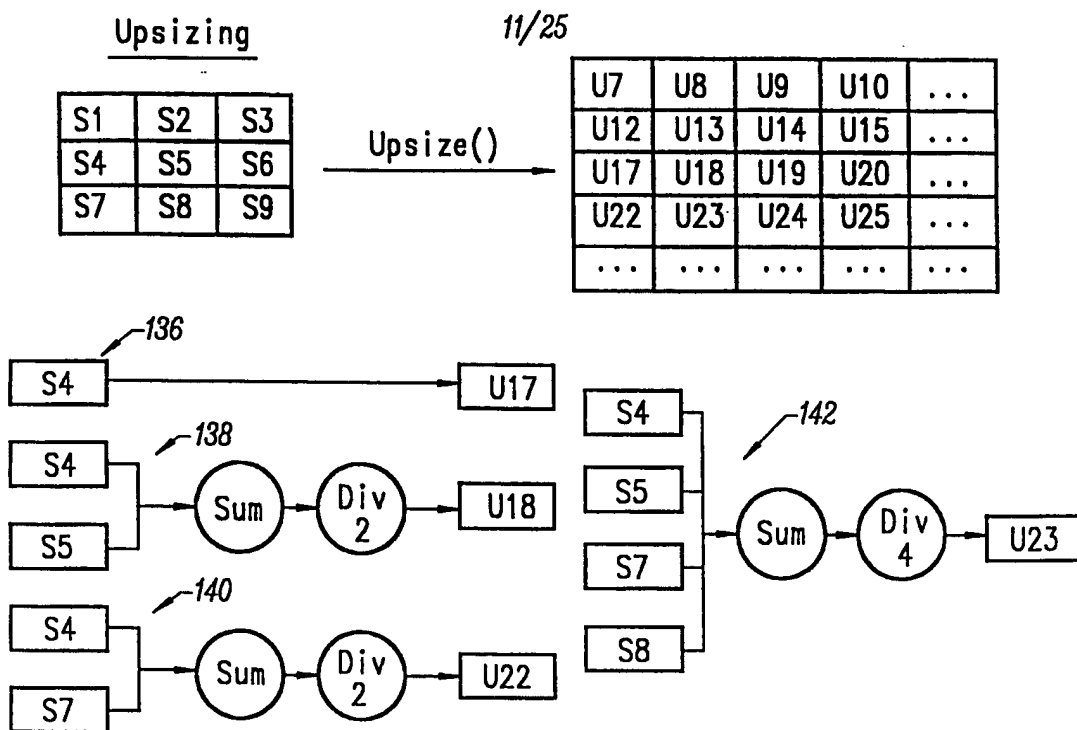 Upsizing
11/25
S1 S2 S3
S4 S5 S6
S7 S8 S9
Upsize()
U7 U8 U9 U10 ...
U12 U13 U14 U15 ...
U17 U18 U19 U20 ...
U22 U23 U24 U25 ...
... ... ... ... ...
136
S4 U17
138
S4
S5
Sum
Div
2
U18
140
S4
S7
Sum
Div
2
U22
142
S4
S5
S7
S8
Sum
Div
4
U23